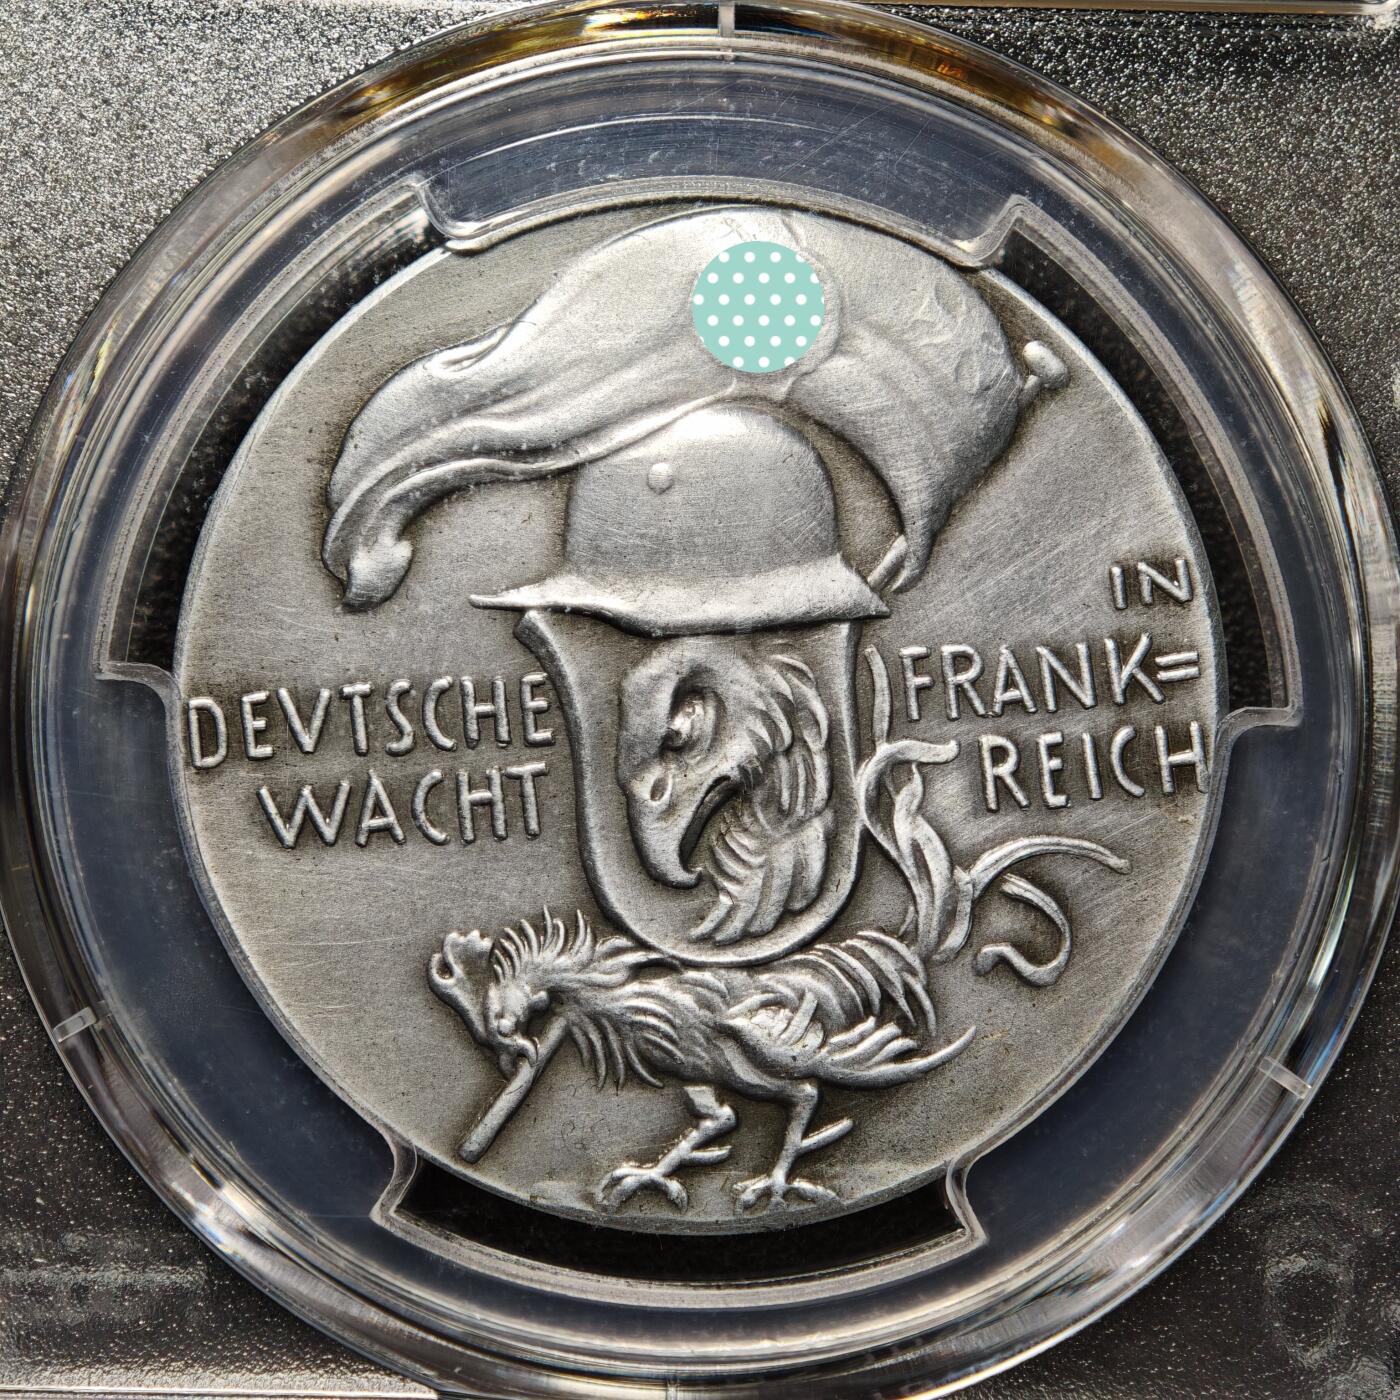 DEVTSCHE
WACHT
IN
FRANK=
REICH